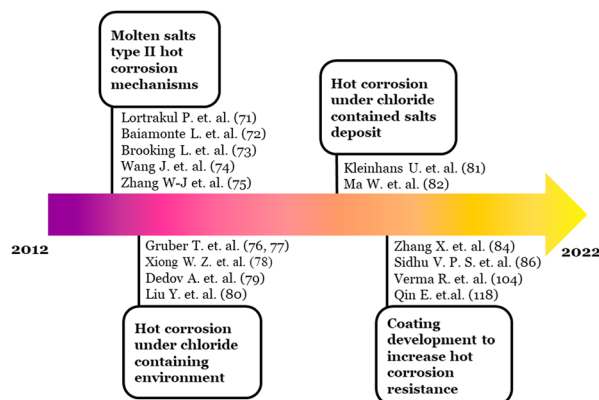 Molten salts
type II hot
corrosion
mechanisms
Lortrakul P. et. al. (71)
Baiamonte L. et. al. (72)
Brooking L. et. al. (73)
Wang J. et. al. (74)
Zhang W-J et. al. (75)
Hot corrosion
under chloride
contained salts
deposit
Kleinhans U. et. al. (81)
Ma W. et. al. (82)
2012
2022
Gruber T. et. al. (76, 77)
Xiong W. Z. et. al. (78)
Dedov A. et. al. (79)
Liu Y. et. al. (80)
Hot corrosion
under chloride
containing
environment
Zhang X. et. al. (84)
Sidhu V. P. S. et. al. (86)
Verma R. et. al. (104)
Qin E. et.al. (118)
Coating
development to
increase hot
corrosion
resistance